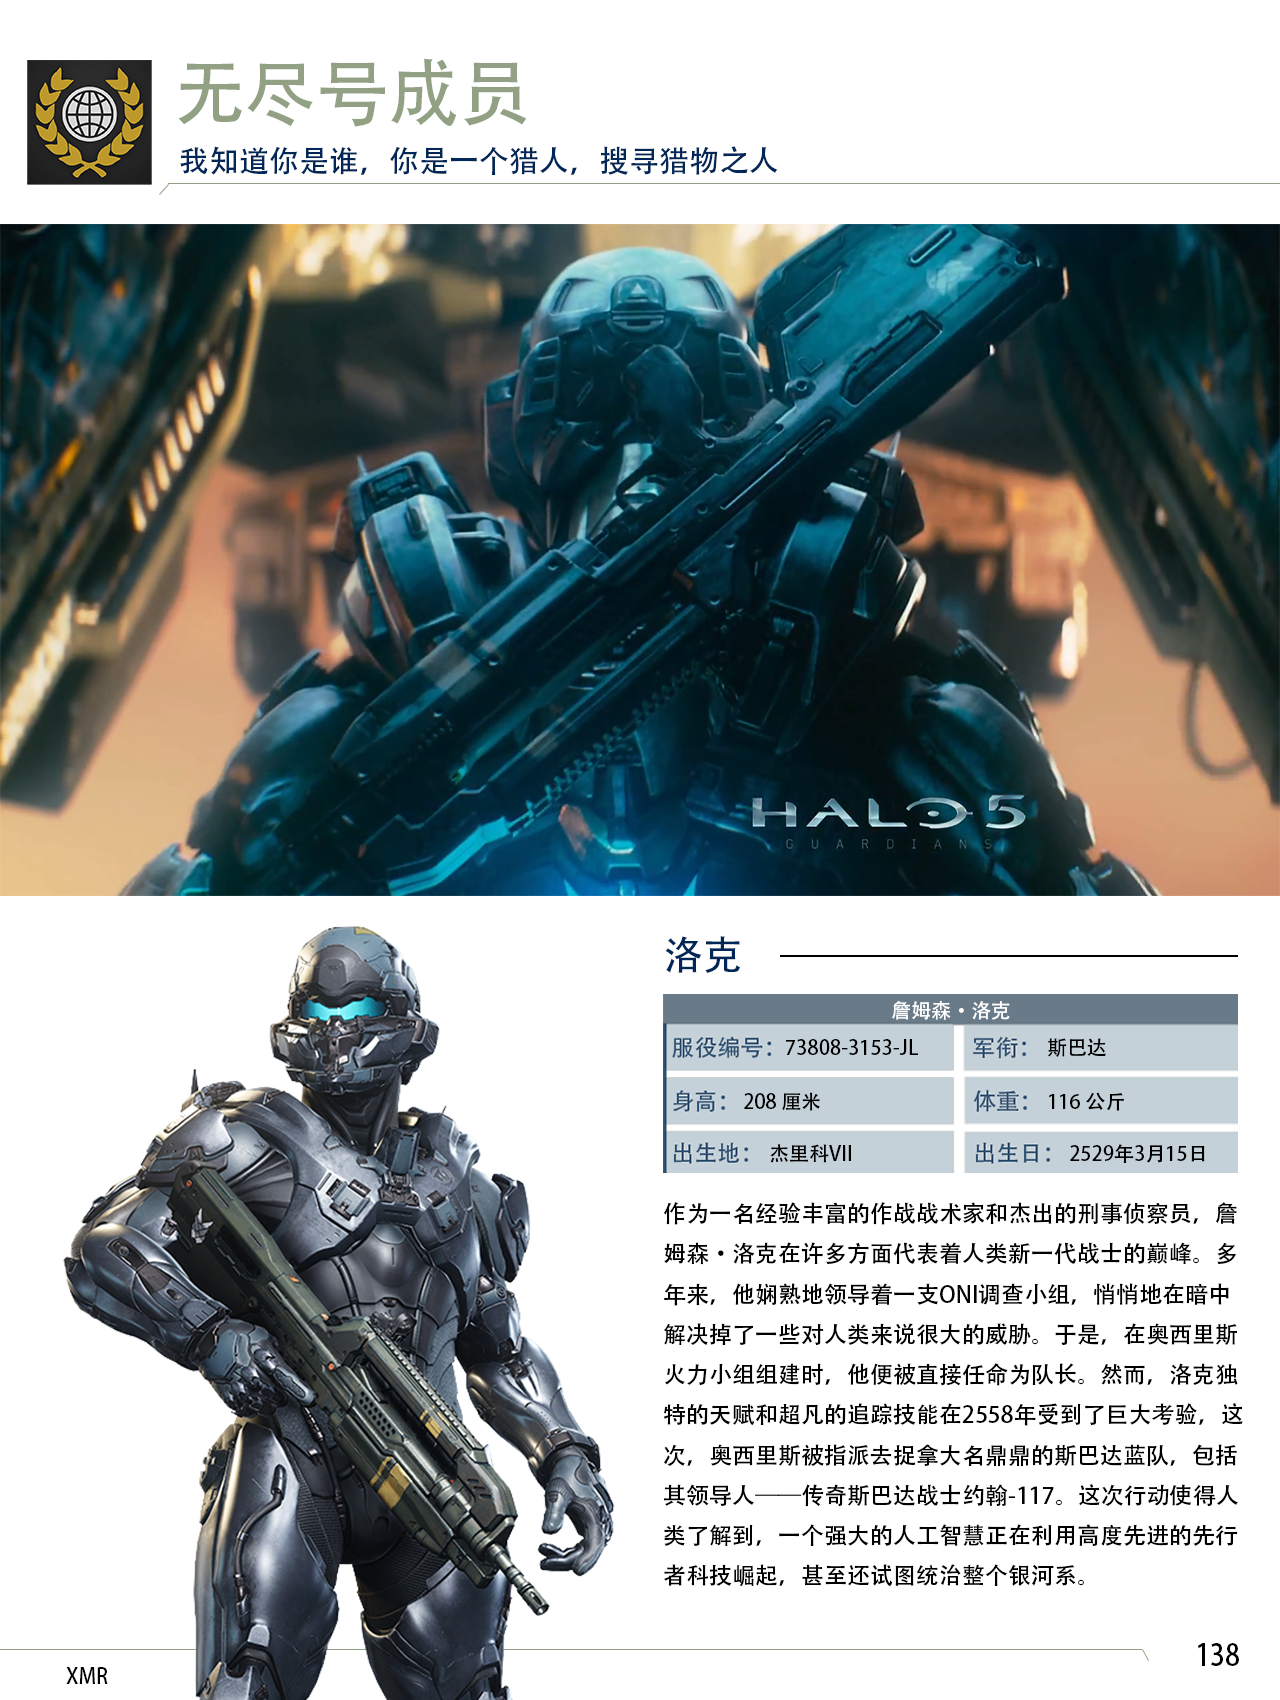 无尽号成员
我知道你是谁，你是一个猎人，搜寻猎物之人
HALO 5
GUARDIANS
洛克
詹姆森·洛克
服役编号：73808-3153-JL
军衔：斯巴达
身高：208 厘米
体重：116 公斤
出生地：杰里科VII
出生日：2529年3月15日
作为一名经验丰富的作战战术家和杰出的刑事侦察员，詹
姆森·洛克在许多方面代表着人类新一代战士的巅峰。多
年来，他娴熟地领导着一支ONI调查小组，悄悄地在暗中
解决掉了一些对人类来说很大的威胁。于是，在奥西里斯
火力小组组建时，他便被直接任命为队长。然而，洛克独
特的天赋和超凡的追踪技能在2558年受到了巨大考验，这
次，奥西里斯被指派去捉拿大名鼎鼎的斯巴达蓝队，包括
其领导人——传奇斯巴达战士约翰-117。这次行动使得人
类了解到，一个强大的人工智慧正在利用高度先进的先行
者科技崛起，甚至还试图统治整个银河系。
XMR
138